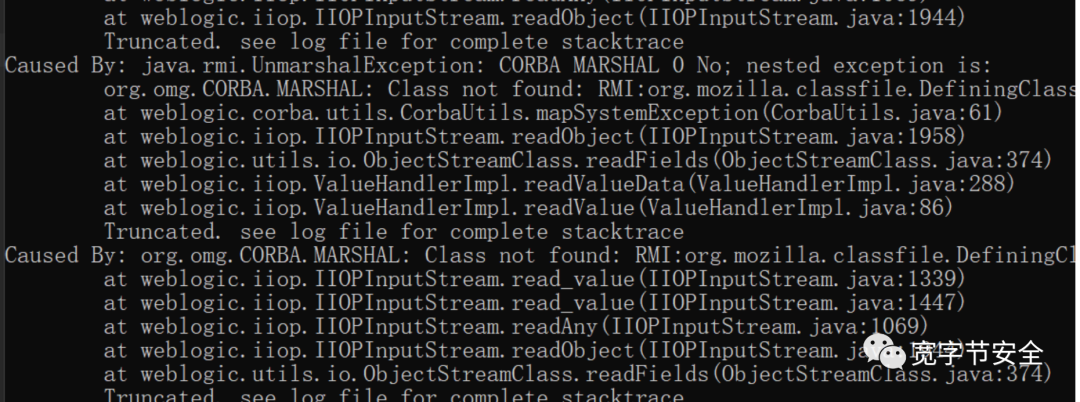 at weblogic.iiop.IIOPInputStream.readObject(IIOPInputStream.java:1944)
Truncated. see log file for complete stacktrace
Caused By: java.rmi.UnmarshalException: CORBA MARSHAL 0 No; nested exception is:
org.omg.CORBA.MARSHAL: Class not found: RMI:org.mozilla.classfile.DefiningClass
at weblogic.corba.utils.CorbaUtils.mapSystemException(CorbaUtils.java:61)
at weblogic.iiop.IIOPInputStream.readObject(IIOPInputStream.java:1958)
at weblogic.utils.io.ObjectStreamClass.readFields(ObjectStreamClass.java:374)
at weblogic.iiop.ValueHandlerImpl.readValueData(ValueHandlerImpl.java:288)
at weblogic.iiop.ValueHandlerImpl.readValue(ValueHandlerImpl.java:86)
Truncated. see log file for complete stacktrace
Caused By: org.omg.CORBA.MARSHAL: Class not found: RMI:org.mozilla.classfile.DefiningCl
at weblogic.iiop.IIOPInputStream.read_value(IIOPInputStream.java:1339)
at weblogic.iiop.IIOPInputStream.read_value(IIOPInputStream.java:1447)
at weblogic.iiop.IIOPInputStream.readAny(IIOPInputStream.java:1069)
at weblogic.iiop.IIOPInputStream.readObject(IIOPInputStream.
宽字节安全
at weblogic.utils.io.ObjectStreamClass.readFields(ObjectStreamClass.java:374)
Truncated. see log file for complete stacktrace